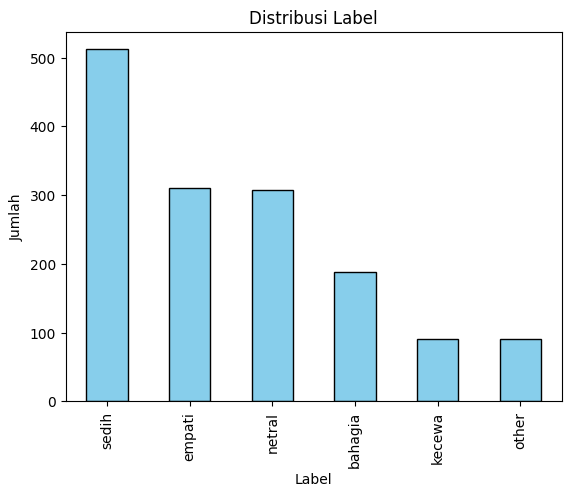 Distribusi Label
Jumlah
500
400
300
200
100
0
sedih
empati
netral
bahagia
kecewa
other
Label